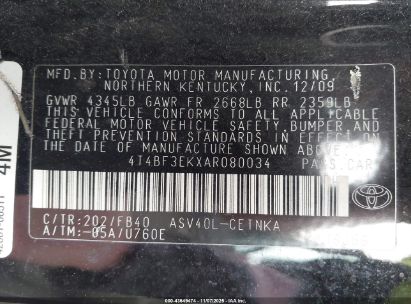 MFD.BY:TOYOTA MOTOR MANUFACTURING,
NORTHERN KENTUCKY,INC.12/09
GVWR 4345LB GAWR FR 2668LB RR 2359LB
THIS VEHICLE CONFORMS TO ALL APPLICABLE
FEDERAL MOTOR VEHICLE SAFETY, BUMPER AND
THEFT PREVENTION STANDARDS IN EFFECT ON
THE DATE OF MANUFACTURE SHOWN ABOVE.
4T4BF3EKXAR080034 PASS.CAR
C/TR:202/FB40 ASV40L-CETNKA
A/TM:-05A/U760E
TOYOTA
4M